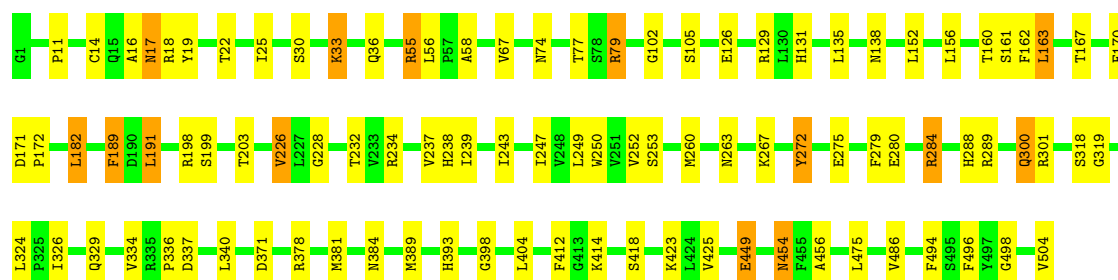 G1 P11 C14 Q15 A16 N17 R18 Y19 T22 I25 S30 K33 Q36 R55 L56 P57 A58 V67 N74 T77 S78 R79 G102 S105 E126 R129 L130 H131 L135 N138 L152 L156 T160 S161 F162 L163 T167 E170
D171 P172 L182 F189 D190 L191 R198 S199 T203 V226 L227 G228 T232 V233 R234 V237 H238 I239 I243 I247 V248 L249 W250 V251 V252 S253 M260 N263 K267 Y272 E275 F279 E280 R284 H288 R289 Q300 R301 S318 G319
L324 P325 I326 Q329 V334 R335 P336 D337 L340 D371 R378 M381 N384 M389 H393 G398 L404 F412 G413 K414 S418 K423 L424 V425 E449 N454 F455 A456 L475 V486 F494 S495 F496 Y497 G498 V504